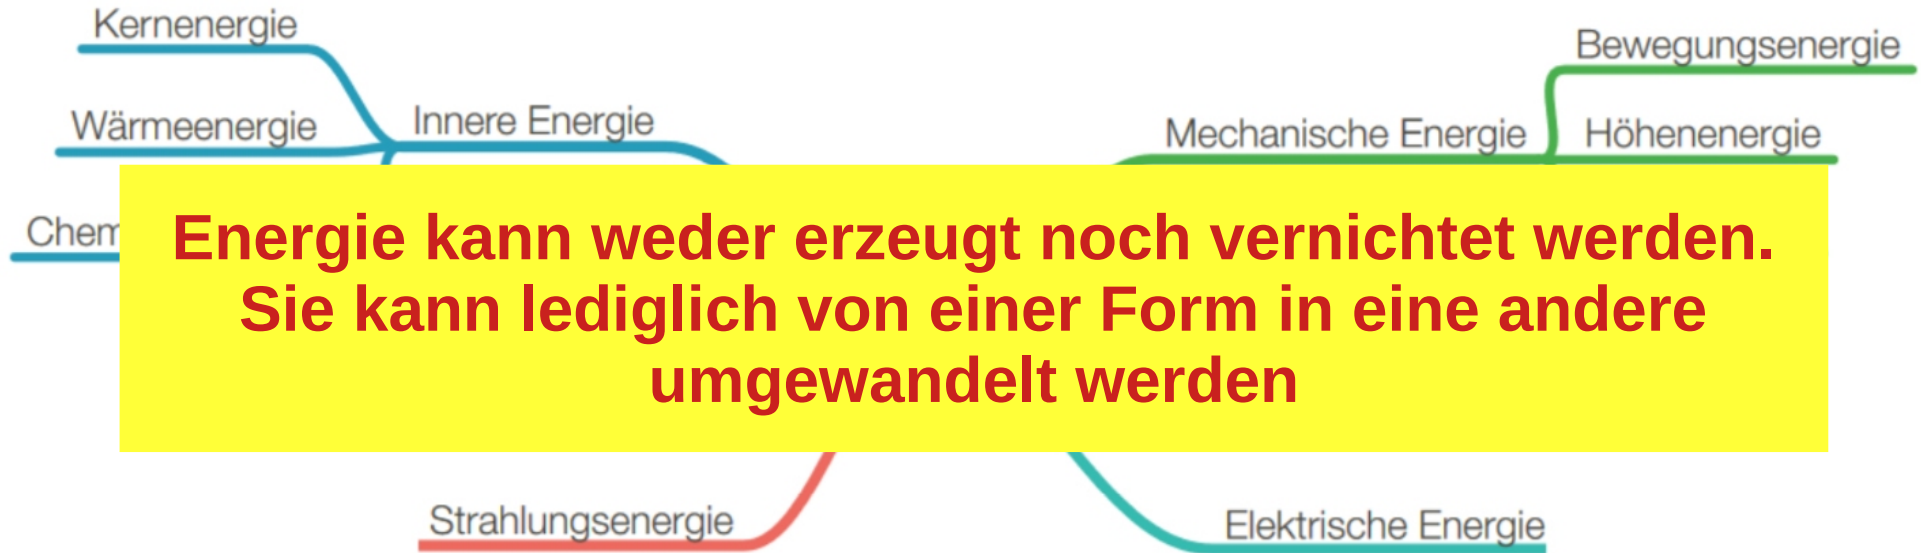 Kernenergie
Bewegungsenergie
Wärmeenergie
Innere Energie
Mechanische Energie
Höhenenergie
Energie kann weder erzeugt noch vernichtet werden.
Sie kann lediglich von einer Form in eine andere
umgewandelt werden
Strahlungsenergie
Elektrische Energie